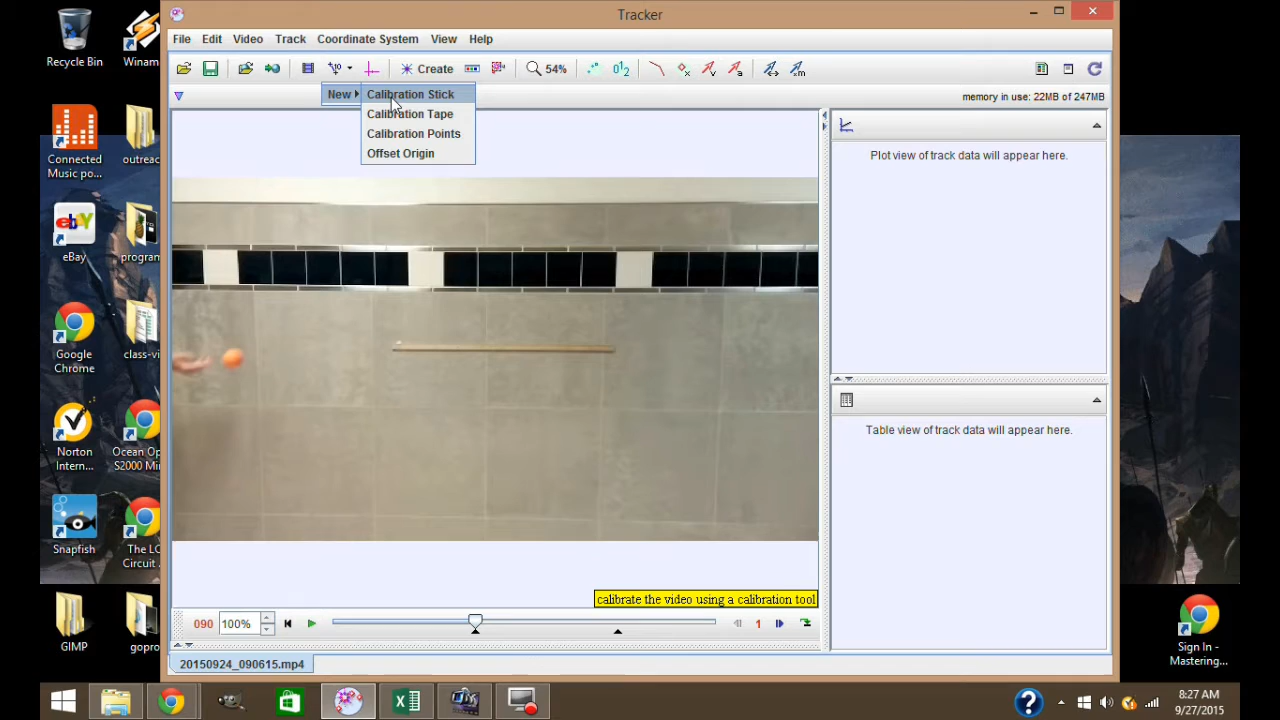 Tracker
File Edit Video Track Coordinate System View Help
Create 54%
New Calibration Stick
Calibration Tape
Calibration Points
Offset Origin
memory in use: 22MB of 247MB
Plot view of track data will appear here.
Table view of track data will appear here.
calibrate the video using a calibration tool
090 100% 1
20150924_090615.mp4
Recycle Bin
Winam
Connected
Music po...
outreac
eBay
program
Google
Chrome
class-vi
Norton
Intern...
Ocean Op
S2000 Mi
Snapfish
The LC
Circuit
GIMP
gopro
Sign In -
Mastering...
8:27 AM
9/27/2015